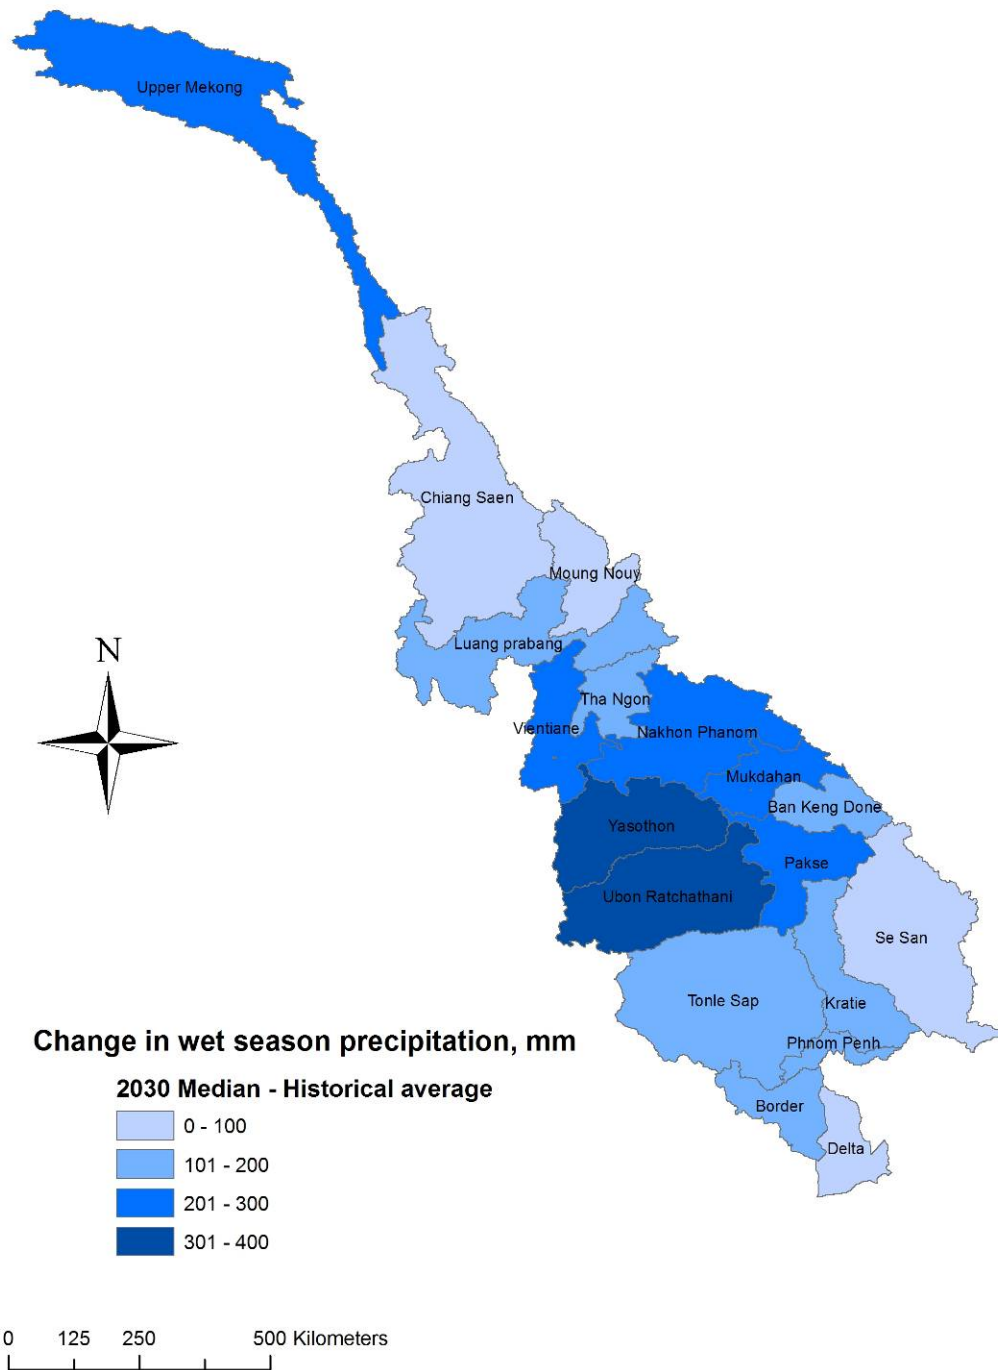 Upper Mekong
Chiang Saen
Moung Nouy
N
Luang prabang
Tha Ngon
Vientiane
Nakhon Phanom
Mukdahan
Ban Keng Done
Yasothon
Pakse
Ubon Ratchathani
Se San
Tonle Sap
Kratie
Change in wet season precipitation, mm
Phnom Penh
2030 Median - Historical average
Border
0 - 100
Delta
101 - 200
201 - 300
301 - 400
0 125 250 500 Kilometers